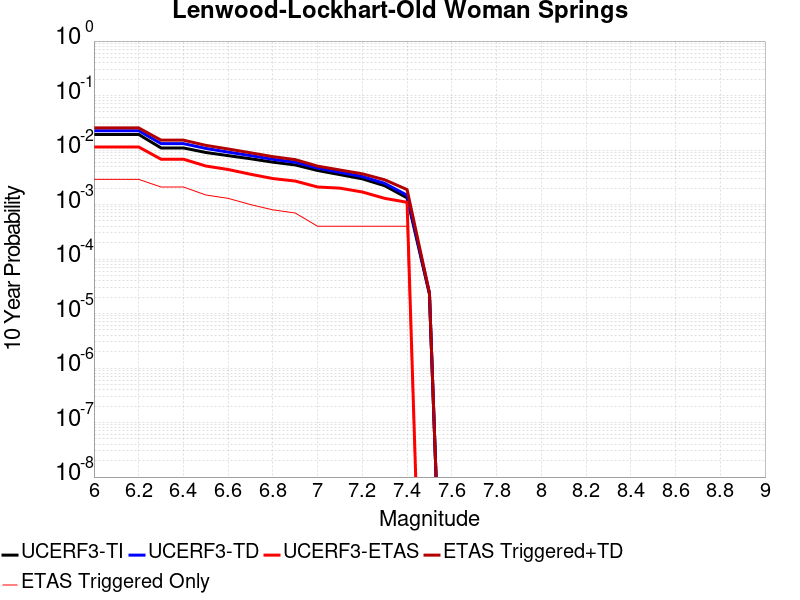 Lenwood-Lockhart-Old Woman Springs
10 Year Probability
10^0
10^-1
10^-2
10^-3
10^-4
10^-5
10^-6
10^-7
10^-8
6 6.2 6.4 6.6 6.8 7 7.2 7.4 7.6 7.8 8 8.2 8.4 8.6 8.8 9
Magnitude
UCERF3-TI UCERF3-TD UCERF3-ETAS ETAS Triggered+TD
ETAS Triggered Only